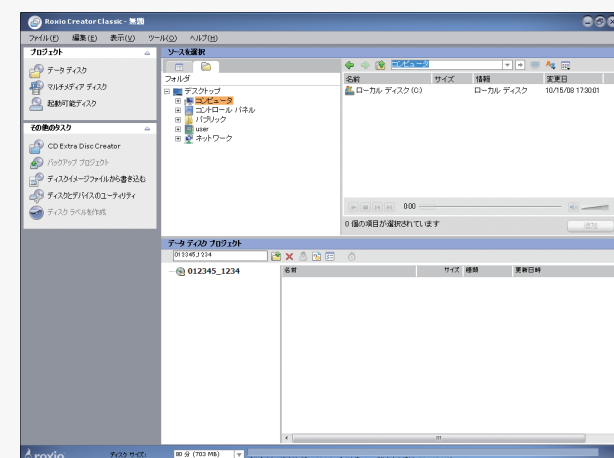 Roxio Creator Classic - 無題
ファイル(F) 編集(E) 表示(V) ツール(O) ヘルプ(H)
プロジェクト
データ ディスク
マルチメディア ディスク
起動可能ディスク
その他のタスク
CD Extra Disc Creator
バックアップ プロジェクト
ディスクイメージファイルから書き込む
ディスクとデバイスのユーティリティ
ディスク ラベルを作成
ソースを選択
フォルダ
デスクトップ
コンピュータ
コントロール パネル
パブリック
user
ネットワーク
コンピュータ
名前 サイズ 情報 変更日
ローカル ディスク (C:) ローカル ディスク 10/15/08 17:30:01
0:00
0 個の項目が選択されています
追加
データ ディスク プロジェクト
012345_1234
012345_1234
名前 サイズ 種類 更新日時
roxio
ディスク サイズ: 80 分 (703 MB)